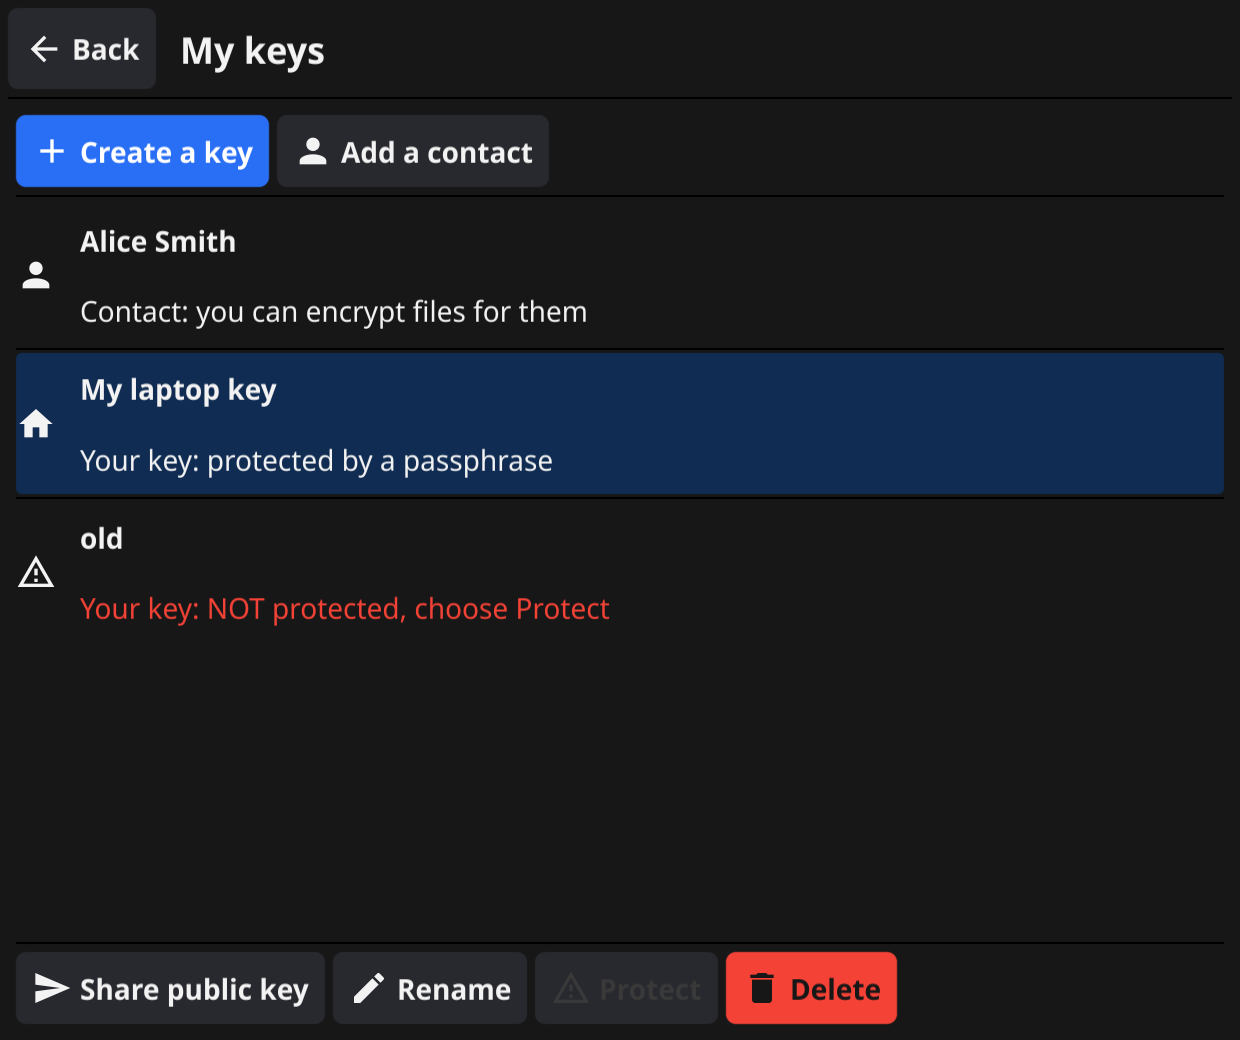 Back
My keys
Create a key
Add a contact
Alice Smith
Contact: you can encrypt files for them
My laptop key
Your key: protected by a passphrase
old
Your key: NOT protected, choose Protect
Share public key
Rename
Protect
Delete